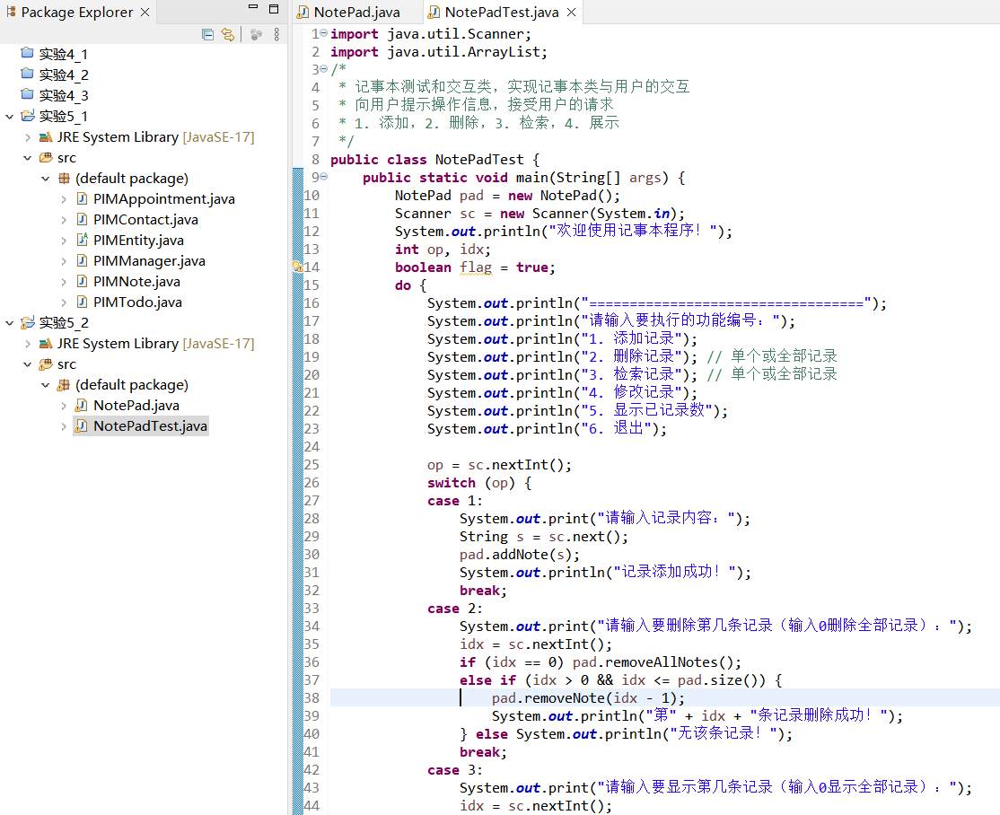 Package Explorer
实验4_1
实验4_2
实验4_3
实验5_1
JRE System Library [JavaSE-17]
src
(default package)
PIMAppointment.java
PIMContact.java
PIMEntity.java
PIMManager.java
PIMNote.java
PIMTodo.java
实验5_2
JRE System Library [JavaSE-17]
src
(default package)
NotePad.java
NotePadTest.java
NotePad.java
NotePadTest.java
1 import java.util.Scanner;
2 import java.util.ArrayList;
3 /*
4  * 记事本测试和交互类，实现记事本类与用户的交互
5  * 向用户提示操作信息，接受用户的请求
6  * 1. 添加，2. 删除，3. 检索，4. 展示
7  */
8 public class NotePadTest {
9     public static void main(String[] args) {
10         NotePad pad = new NotePad();
11         Scanner sc = new Scanner(System.in);
12         System.out.println("欢迎使用记事本程序！");
13         int op, idx;
14         boolean flag = true;
15         do {
16             System.out.println("==================================");
17             System.out.println("请输入要执行的功能编号：");
18             System.out.println("1. 添加记录");
19             System.out.println("2. 删除记录"); // 单个或全部记录
20             System.out.println("3. 检索记录"); // 单个或全部记录
21             System.out.println("4. 修改记录");
22             System.out.println("5. 显示已记录数");
23             System.out.println("6. 退出");
24
25             op = sc.nextInt();
26             switch (op) {
27             case 1:
28                 System.out.print("请输入记录内容：");
29                 String s = sc.next();
30                 pad.addNote(s);
31                 System.out.println("记录添加成功！");
32                 break;
33             case 2:
34                 System.out.print("请输入要删除第几条记录（输入0删除全部记录）：");
35                 idx = sc.nextInt();
36                 if (idx == 0) pad.removeAllNotes();
37                 else if (idx > 0 && idx <= pad.size()) {
38                     pad.removeNote(idx - 1);
39                     System.out.println("第" + idx + "条记录删除成功！");
40                 } else System.out.println("无该条记录！");
41                 break;
42             case 3:
43                 System.out.print("请输入要显示第几条记录（输入0显示全部记录）：");
44                 idx = sc.nextInt();